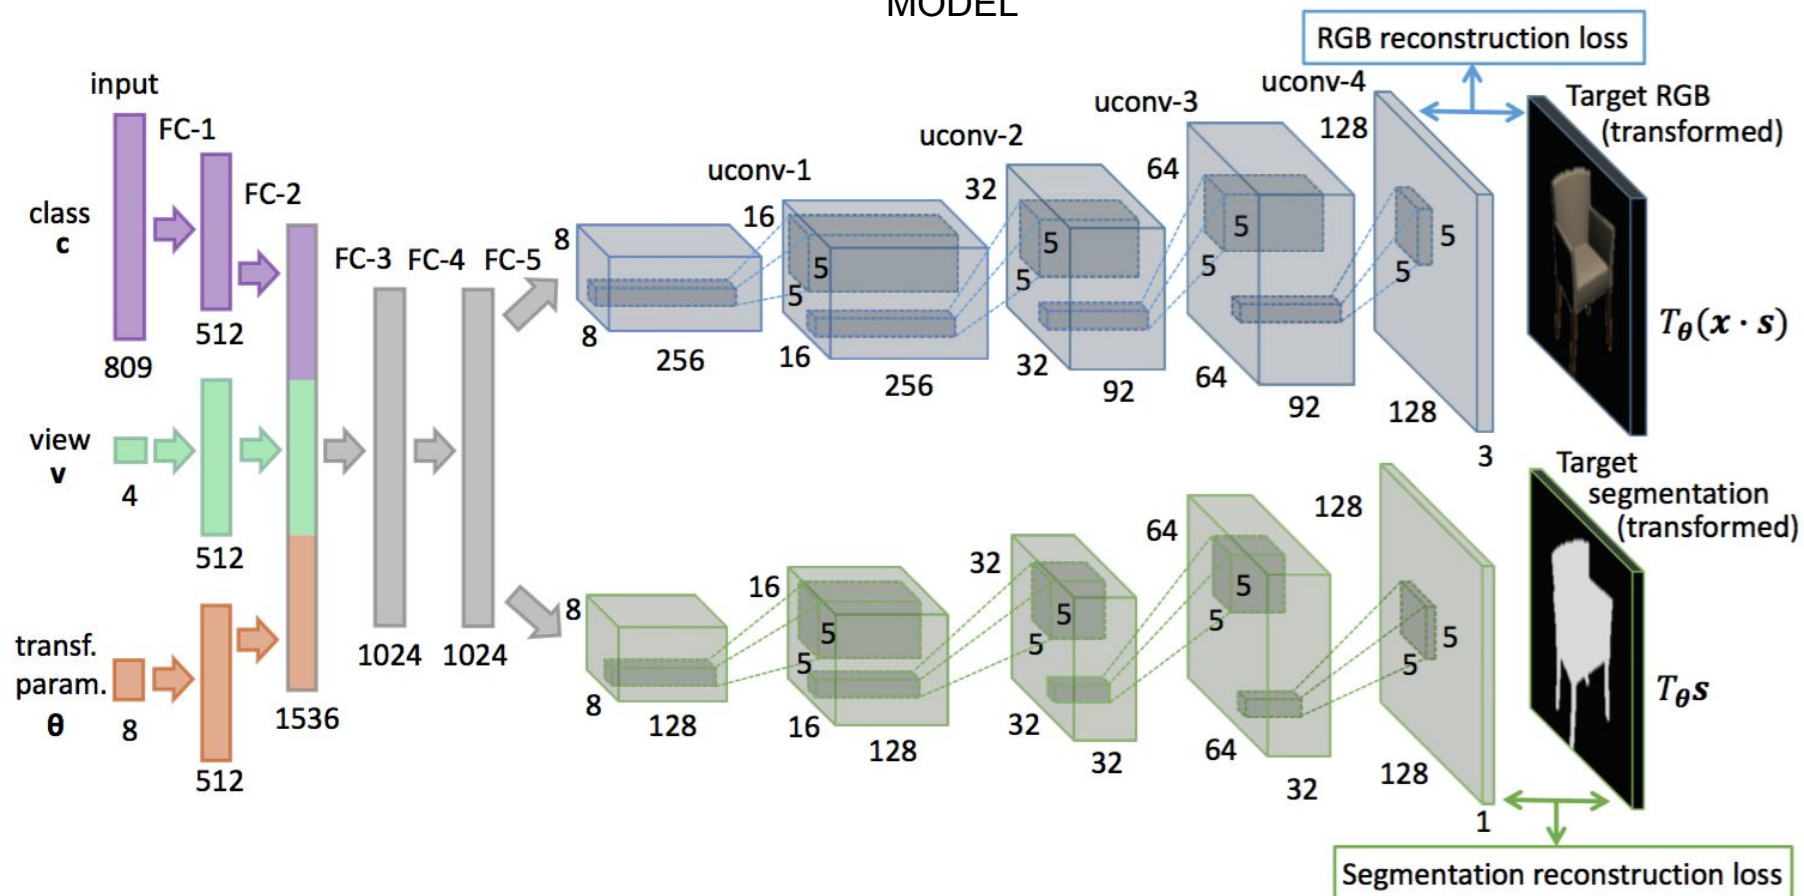 MODEL
RGB reconstruction loss
input
FC-1
FC-2
FC-3
FC-4
FC-5
uconv-1
uconv-2
uconv-3
uconv-4
Target RGB
(transformed)
class
c
809
512
view
v
4
512
transf.
param.
θ
8
512
1536
1024
1024
8
8
256
16
5
5
16
256
32
5
5
32
92
64
5
5
64
92
128
5
5
128
3
Tθ(x · s)
8
8
128
16
5
5
16
128
32
5
5
32
32
64
5
5
64
32
128
5
5
128
1
Target
segmentation
(transformed)
Tθs
Segmentation reconstruction loss